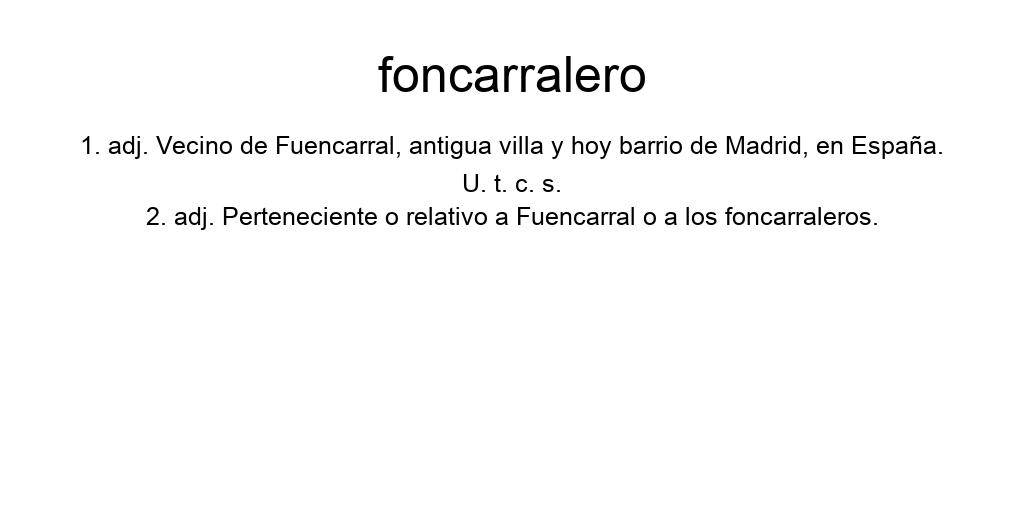 foncarralero
1. adj. Vecino de Fuencarral, antigua villa y hoy barrio de Madrid, en España.
U. t. c. s.
2. adj. Perteneciente o relativo a Fuencarral o a los foncarraleros.